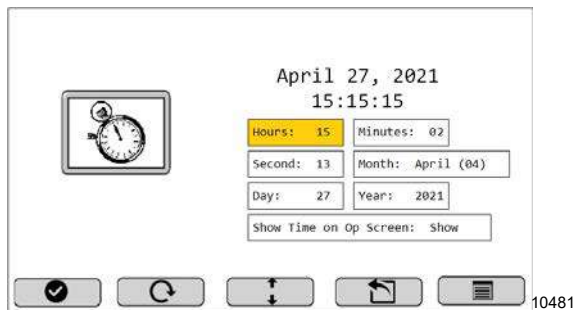 April 27, 2021
15:15:15
Hours: 15 Minutes: 02
Second: 13 Month: April (04)
Day: 27 Year: 2021
Show Time on Op Screen: Show
10481